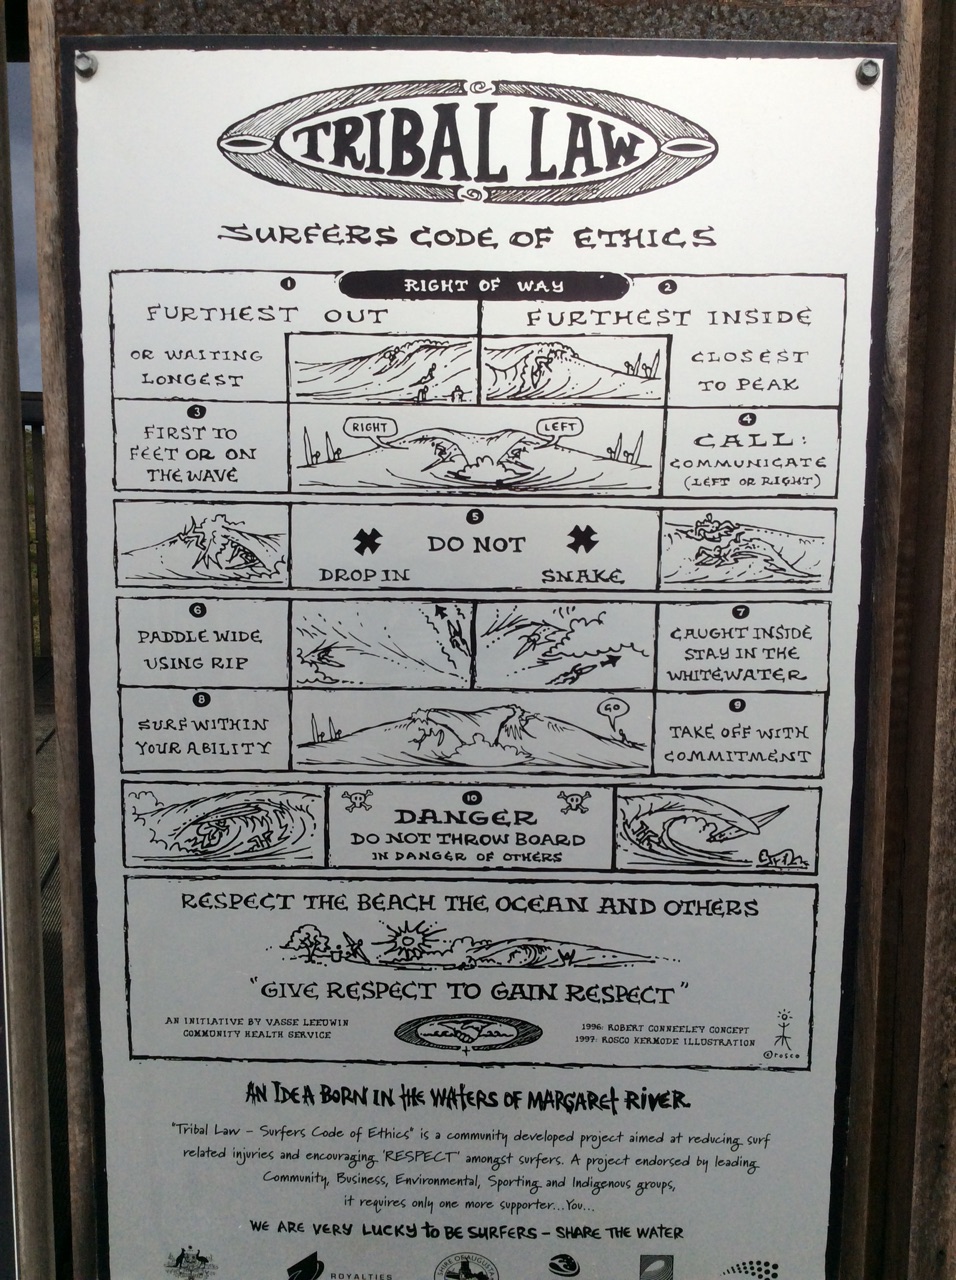 TRIBAL LAW
SURFERS CODE OF ETHICS
RIGHT OF WAY
1
FURTHEST OUT
OR WAITING
LONGEST
2
FURTHEST INSIDE
CLOSEST
TO PEAK
3
FIRST TO
FEET OR ON
THE WAVE
RIGHT
LEFT
4
CALL:
COMMUNICATE
(LEFT OR RIGHT)
5
DO NOT
DROP IN
SNAKE
6
PADDLE WIDE
USING RIP
7
CAUGHT INSIDE
STAY IN THE
WHITEWATER
8
SURF WITHIN
YOUR ABILITY
GO
9
TAKE OFF WITH
COMMITMENT
10
DANGER
DO NOT THROW BOARD
IN DANGER OF OTHERS
RESPECT THE BEACH THE OCEAN AND OTHERS
"GIVE RESPECT TO GAIN RESPECT"
AN INITIATIVE BY VASSE LEEUWIN
COMMUNITY HEALTH SERVICE
1996: ROBERT CONNEELEY CONCEPT
1997: ROSCO KERMODE ILLUSTRATION
©rosco
AN IDEA BORN IN the WAteRS OF MARGAREt RiVER
"Tribal Law – Surfers Code of Ethics" is a community developed project aimed at reducing surf
related injuries and encouraging 'RESPECT' amongst surfers. A project endorsed by leading
Community, Business, Environmental, Sporting and Indigenous groups,
it requires only one more supporter...You...
WE ARE VERY LUCKY to BE SURFERS – SHARE THE WATER
ROYALTIES
SHIRE OF AUGUSTA